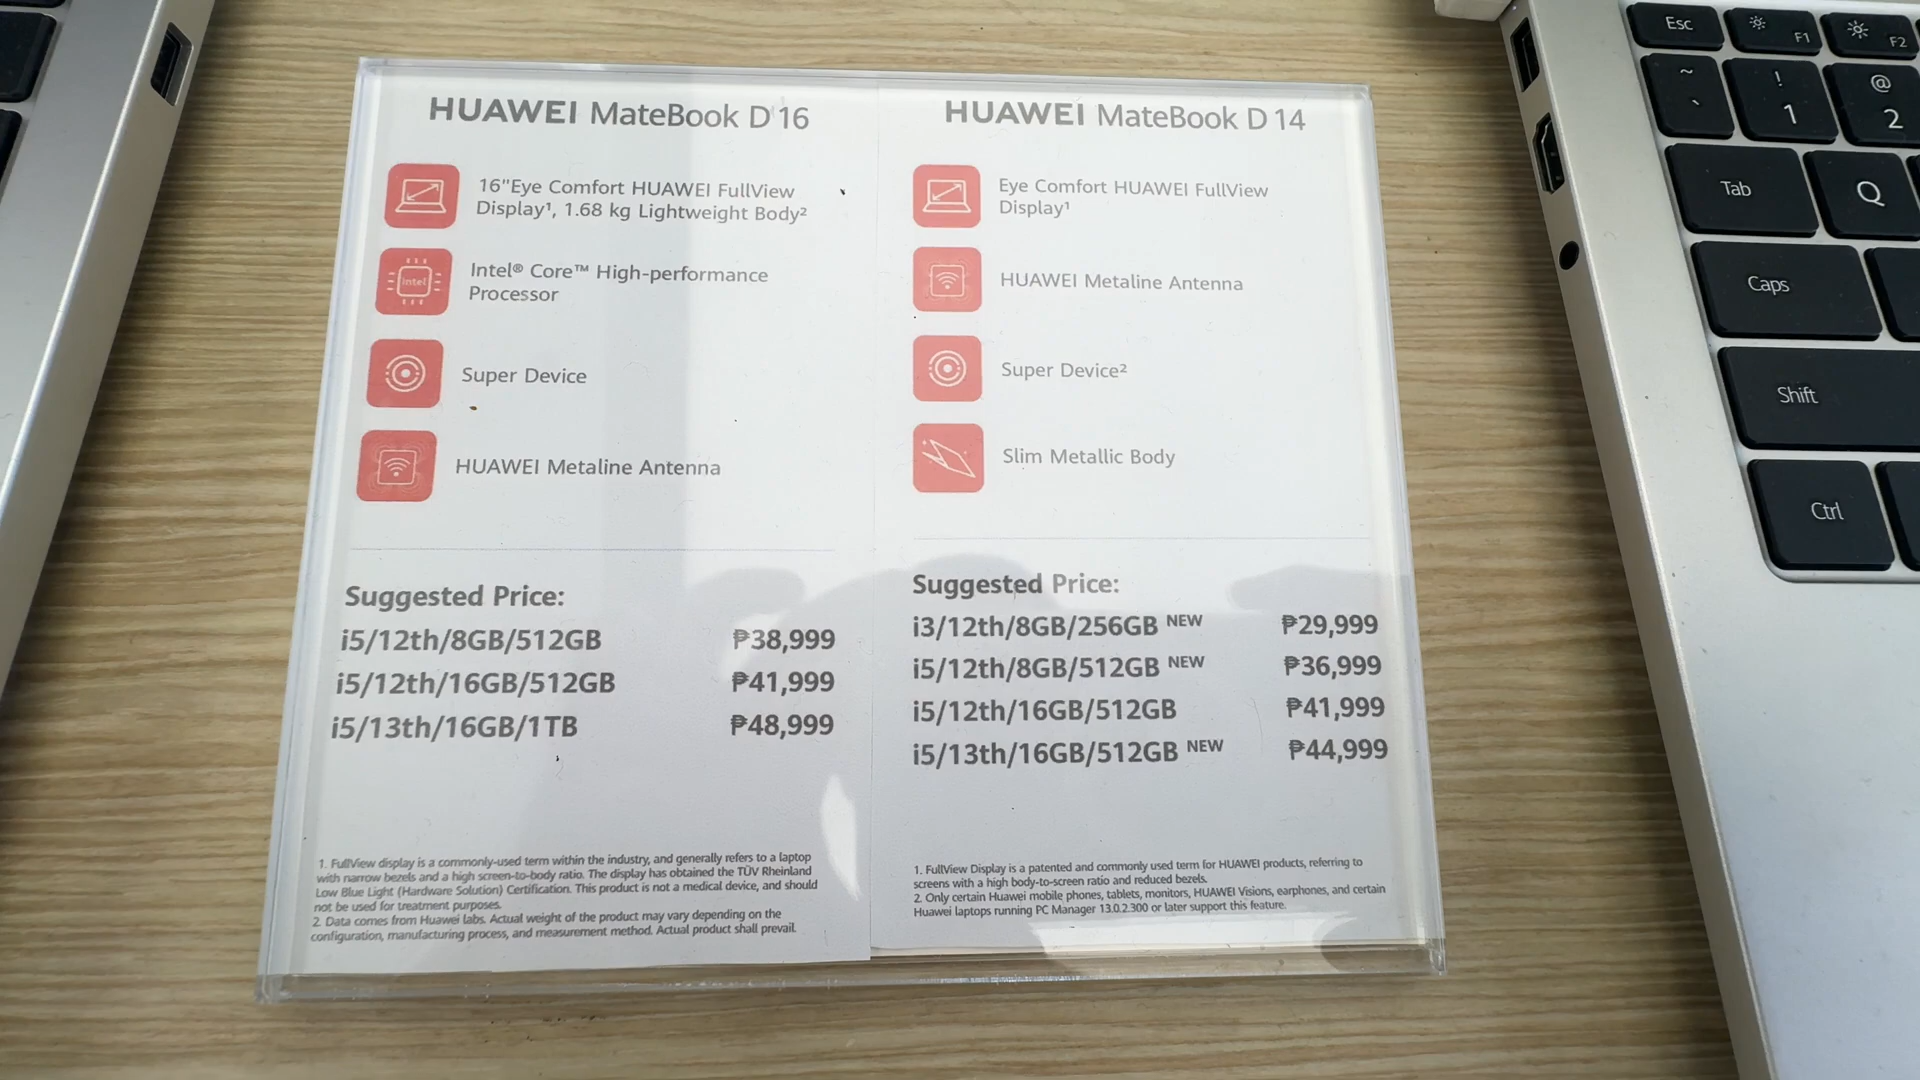 HUAWEI MateBook D 16
16"Eye Comfort HUAWEI FullView
Display¹, 1.68 kg Lightweight Body²
intel
Intel® Core™ High-performance
Processor
Super Device
HUAWEI Metaline Antenna
Suggested Price:
i5/12th/8GB/512GB ₱38,999
i5/12th/16GB/512GB ₱41,999
i5/13th/16GB/1TB ₱48,999
1. FullView display is a commonly-used term within the industry, and generally refers to a laptop
with narrow bezels and a high screen-to-body ratio. The display has obtained the TÜV Rheinland
Low Blue Light (Hardware Solution) Certification. This product is not a medical device, and should
not be used for treatment purposes.
2. Data comes from Huawei labs. Actual weight of the product may vary depending on the
configuration, manufacturing process, and measurement method. Actual product shall prevail.
HUAWEI MateBook D 14
Eye Comfort HUAWEI FullView
Display¹
HUAWEI Metaline Antenna
Super Device²
Slim Metallic Body
Suggested Price:
i3/12th/8GB/256GB NEW ₱29,999
i5/12th/8GB/512GB NEW ₱36,999
i5/12th/16GB/512GB ₱41,999
i5/13th/16GB/512GB NEW ₱44,999
1. FullView Display is a patented and commonly used term for HUAWEI products, referring to
screens with a high body-to-screen ratio and reduced bezels.
2. Only certain Huawei mobile phones, tablets, monitors, HUAWEI Visions, earphones, and certain
Huawei laptops running PC Manager 13.0.2.300 or later support this feature.
Esc F1 F2
~ ` ! 1 @ 2
Tab Q
Caps
Shift
Ctrl